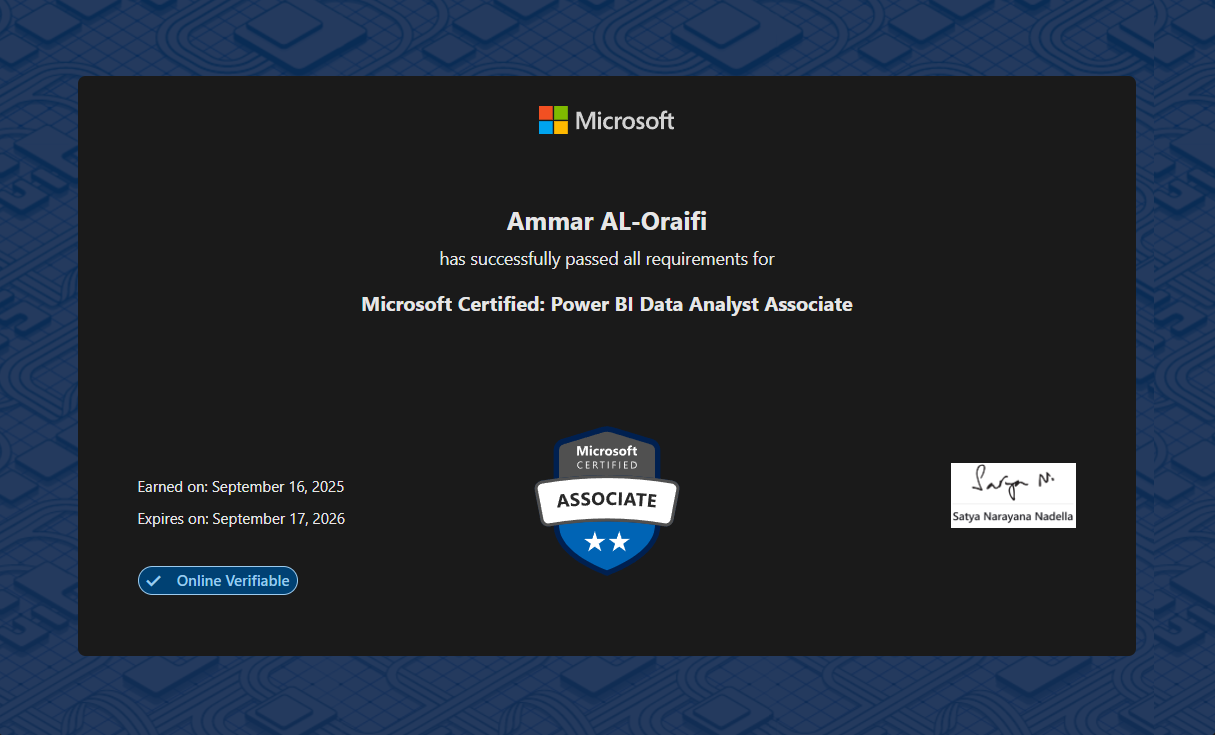 Microsoft
Ammar AL-Oraifi
has successfully passed all requirements for
Microsoft Certified: Power BI Data Analyst Associate
Earned on: September 16, 2025
Expires on: September 17, 2026
Online Verifiable
Microsoft
CERTIFIED
ASSOCIATE
Satya N.
Satya Narayana Nadella